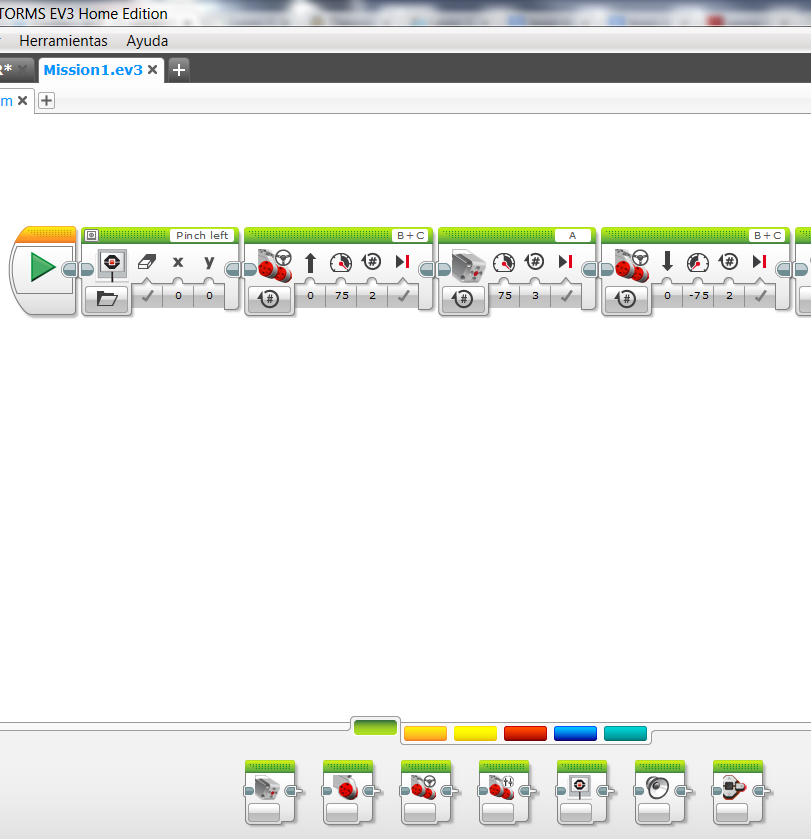 TORMS EV3 Home Edition
Herramientas Ayuda
R* Mission1.ev3
m
Pinch left B+C A B+C
x y # # #
0 0 # 0 75 2 # 75 3 # 0 -75 2